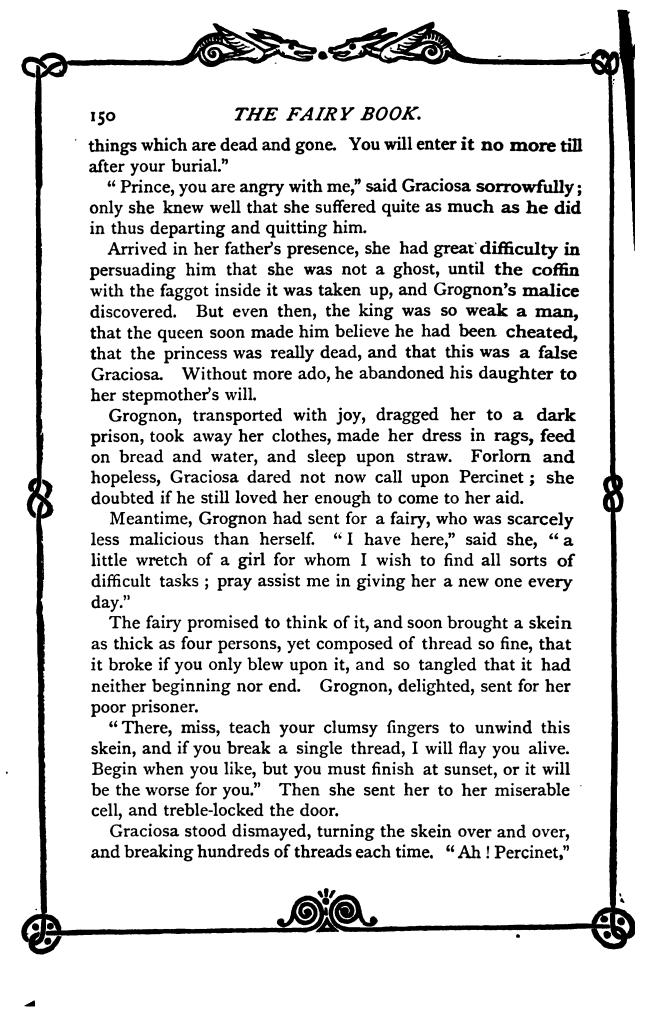 150 THE FAIRY BOOK.
things which are dead and gone. You will enter it no more till
after your burial."
" Prince, you are angry with me," said Graciosa sorrowfully ;
only she knew well that she suffered quite as much as he did
in thus departing and quitting him.
Arrived in her father's presence, she had great difficulty in
persuading him that she was not a ghost, until the coffin
with the faggot inside it was taken up, and Grognon's malice
discovered. But even then, the king was so weak a man,
that the queen soon made him believe he had been cheated,
that the princess was really dead, and that this was a false
Graciosa. Without more ado, he abandoned his daughter to
her stepmother's will.
Grognon, transported with joy, dragged her to a dark
prison, took away her clothes, made her dress in rags, feed
on bread and water, and sleep upon straw. Forlorn and
hopeless, Graciosa dared not now call upon Percinet ; she
doubted if he still loved her enough to come to her aid.
Meantime, Grognon had sent for a fairy, who was scarcely
less malicious than herself. " I have here," said she, " a
little wretch of a girl for whom I wish to find all sorts of
difficult tasks ; pray assist me in giving her a new one every
day."
The fairy promised to think of it, and soon brought a skein
as thick as four persons, yet composed of thread so fine, that
it broke if you only blew upon it, and so tangled that it had
neither beginning nor end. Grognon, delighted, sent for her
poor prisoner.
" There, miss, teach your clumsy fingers to unwind this
skein, and if you break a single thread, I will flay you alive.
Begin when you like, but you must finish at sunset, or it will
be the worse for you." Then she sent her to her miserable
cell, and treble-locked the door.
Graciosa stood dismayed, turning the skein over and over,
and breaking hundreds of threads each time. " Ah ! Percinet,"